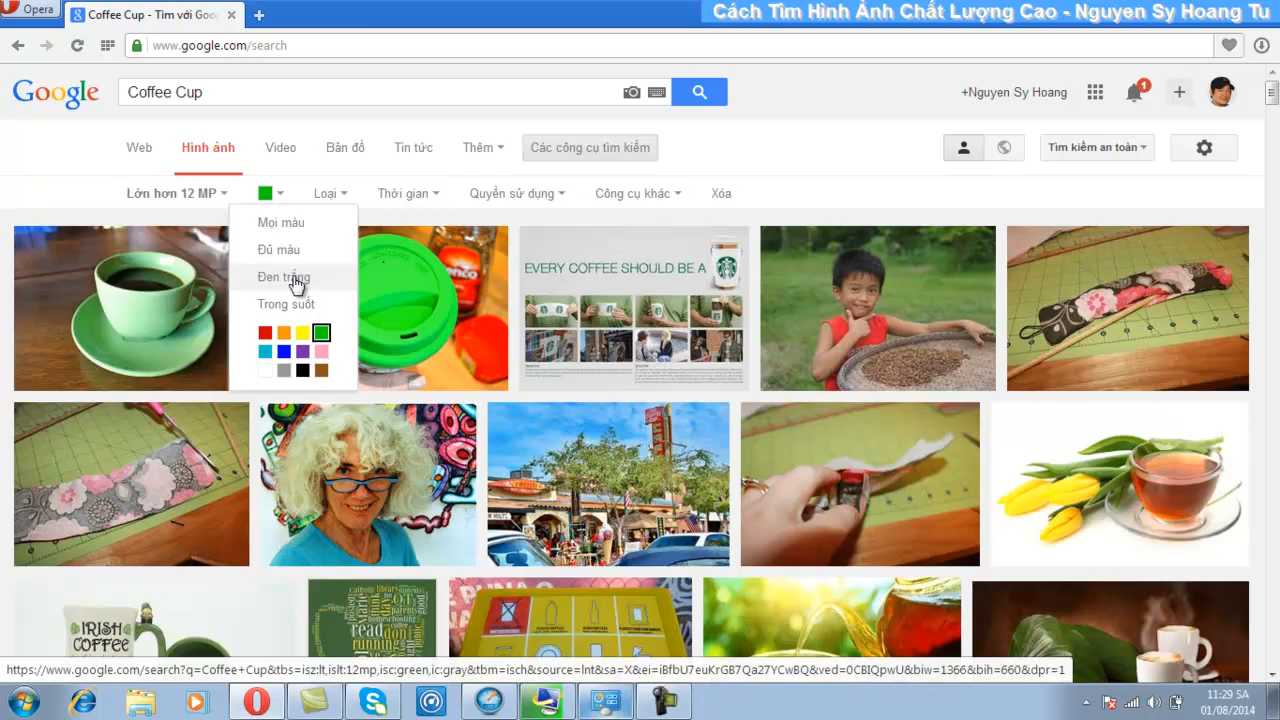 Opera
Coffee Cup - Tìm với Goo
Cách Tìm Hình Ảnh Chất Lượng Cao - Nguyen Sy Hoang Tu
www.google.com/search
Google
Coffee Cup
+Nguyen Sy Hoang
1
Web
Hình ảnh
Video
Bản đồ
Tin tức
Thêm
Các công cụ tìm kiếm
Tìm kiếm an toàn
Lớn hơn 12 MP
Loại
Thời gian
Quyền sử dụng
Công cụ khác
Xóa
Mọi màu
Đủ màu
Đen trắng
Trong suốt
EVERY COFFEE SHOULD BE A
IRISH
COFFEE
read
don
running
https://www.google.com/search?q=Coffee+Cup&tbs=isz:lt,islt:12mp,isc:green,ic:gray&tbm=isch&source=lnt&sa=X&ei=iBfbU7euKrGB7Qa27YCwBQ&ved=0CBIQpwU&biw=1366&bih=660&dpr=1
11:29 SA
01/08/2014